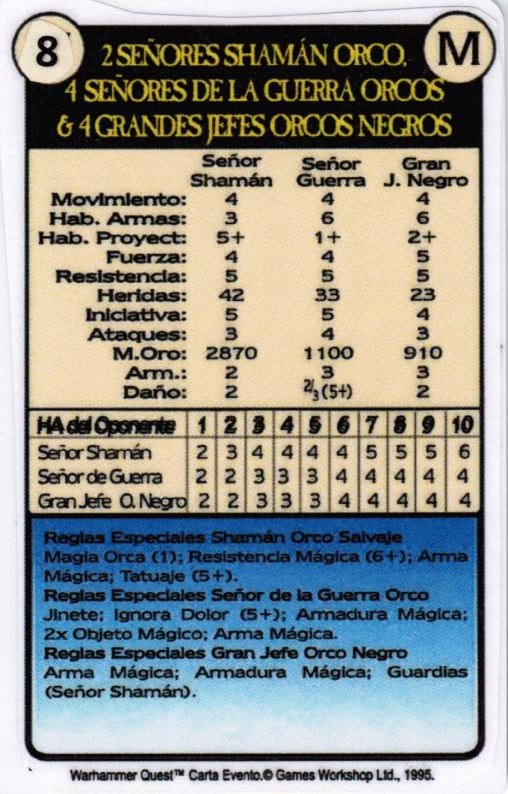 8
M
2 SEÑORES SHAMÁN ORCO,
4 SEÑORES DE LA GUERRA ORCOS
& 4 GRANDES JEFES ORCOS NEGROS
Señor Señor Gran
Shamán Guerra J. Negro
Movimiento: 4 4 4
Hab. Armas: 3 6 6
Hab. Proyect: 5+ 1+ 2+
Fuerza: 4 4 5
Resistencia: 5 5 5
Heridas: 42 33 23
Iniciativa: 5 5 4
Ataques: 3 4 3
M.Oro: 2870 1100 910
Arm.: 2 3 3
Daño: 2 2/3 (5+) 2
HA del Oponente 1 2 3 4 5 6 7 8 9 10
Señor Shamán 2 3 4 4 4 4 5 5 5 6
Señor de Guerra 2 2 3 3 3 4 4 4 4 4
Gran Jefe O. Negro 2 2 3 3 3 4 4 4 4 4
Reglas Especiales Shamán Orco Salvaje
Magia Orca (1); Resistencia Mágica (6+); Arma
Mágica; Tatuaje (5+).
Reglas Especiales Señor de la Guerra Orco
Jinete; Ignora Dolor (5+); Armadura Mágica;
2x Objeto Mágico; Arma Mágica.
Reglas Especiales Gran Jefe Orco Negro
Arma Mágica; Armadura Mágica; Guardias
(Señor Shamán).
Warhammer Quest™ Carta Evento.© Games Workshop Ltd., 1995.